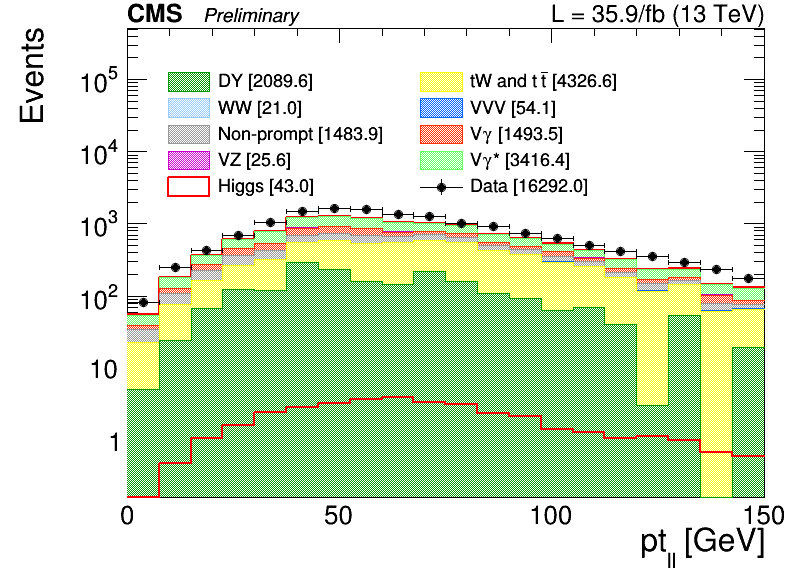 CMS Preliminary L = 35.9/fb (13 TeV)
Events
10⁵
10⁴
10³
10²
10
1
DY [2089.6] tW and tt̅ [4326.6]
WW [21.0] VVV [54.1]
Non-prompt [1483.9] Vγ [1493.5]
VZ [25.6] Vγ* [3416.4]
Higgs [43.0] Data [16292.0]
0 50 100 150
pt_|| [GeV]